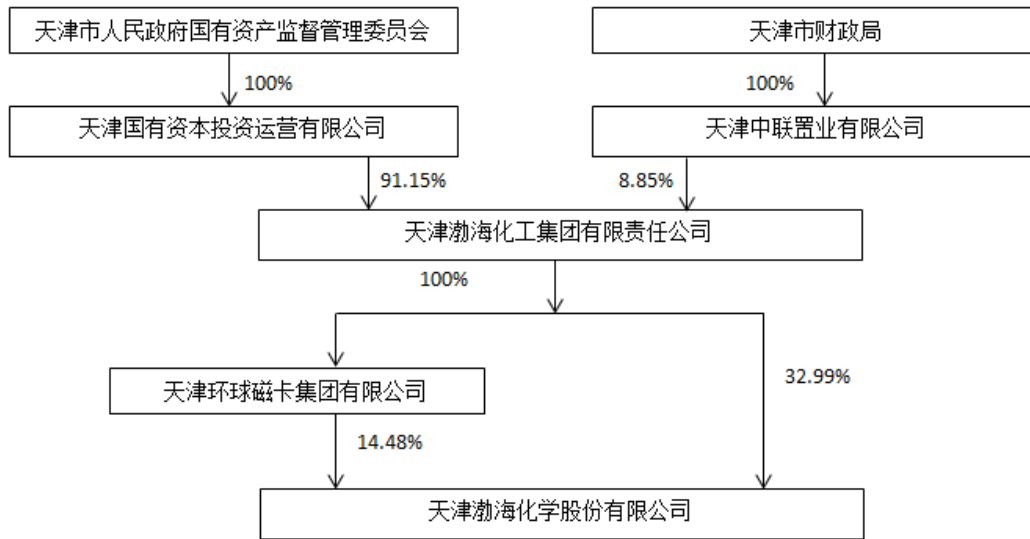 天津市人民政府国有资产监督管理委员会
天津市财政局
100%
100%
天津国有资本投资运营有限公司
天津中联置业有限公司
91.15%
8.85%
天津渤海化工集团有限责任公司
100%
天津环球磁卡集团有限公司
32.99%
14.48%
天津渤海化学股份有限公司